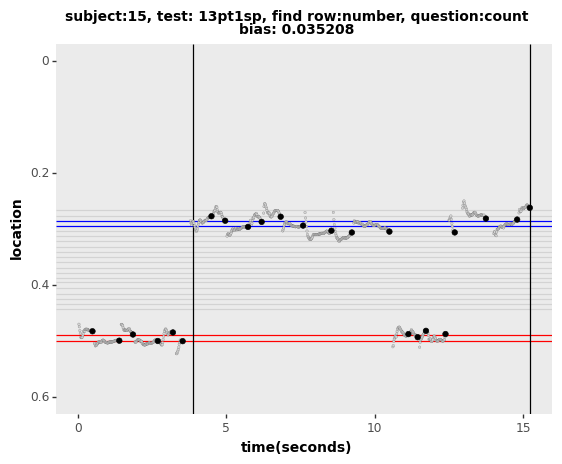 subject:15, test: 13pt1sp, find row:number, question:count
bias: 0.035208
0
0.2
0.4
0.6
location
0
5
10
15
time(seconds)